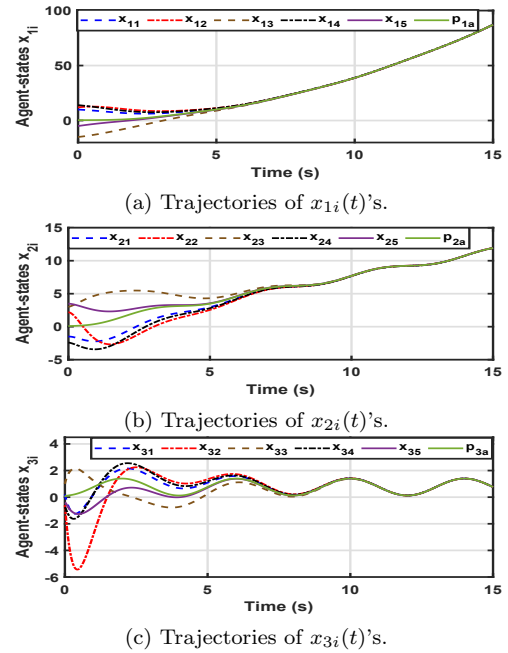 x₁₁ x₁₂ x₁₃ x₁₄ x₁₅ p₁ₐ
Agent-states x₁ᵢ
100
50
0
0 5 10 15
Time (s)
(a) Trajectories of x₁ᵢ(t)'s.
x₂₁ x₂₂ x₂₃ x₂₄ x₂₅ p₂ₐ
Agent-states x₂ᵢ
15
10
5
0
-5
0 5 10 15
Time (s)
(b) Trajectories of x₂ᵢ(t)'s.
x₃₁ x₃₂ x₃₃ x₃₄ x₃₅ p₃ₐ
Agent-states x₃ᵢ
4
2
0
-2
-4
-6
0 5 10 15
Time (s)
(c) Trajectories of x₃ᵢ(t)'s.